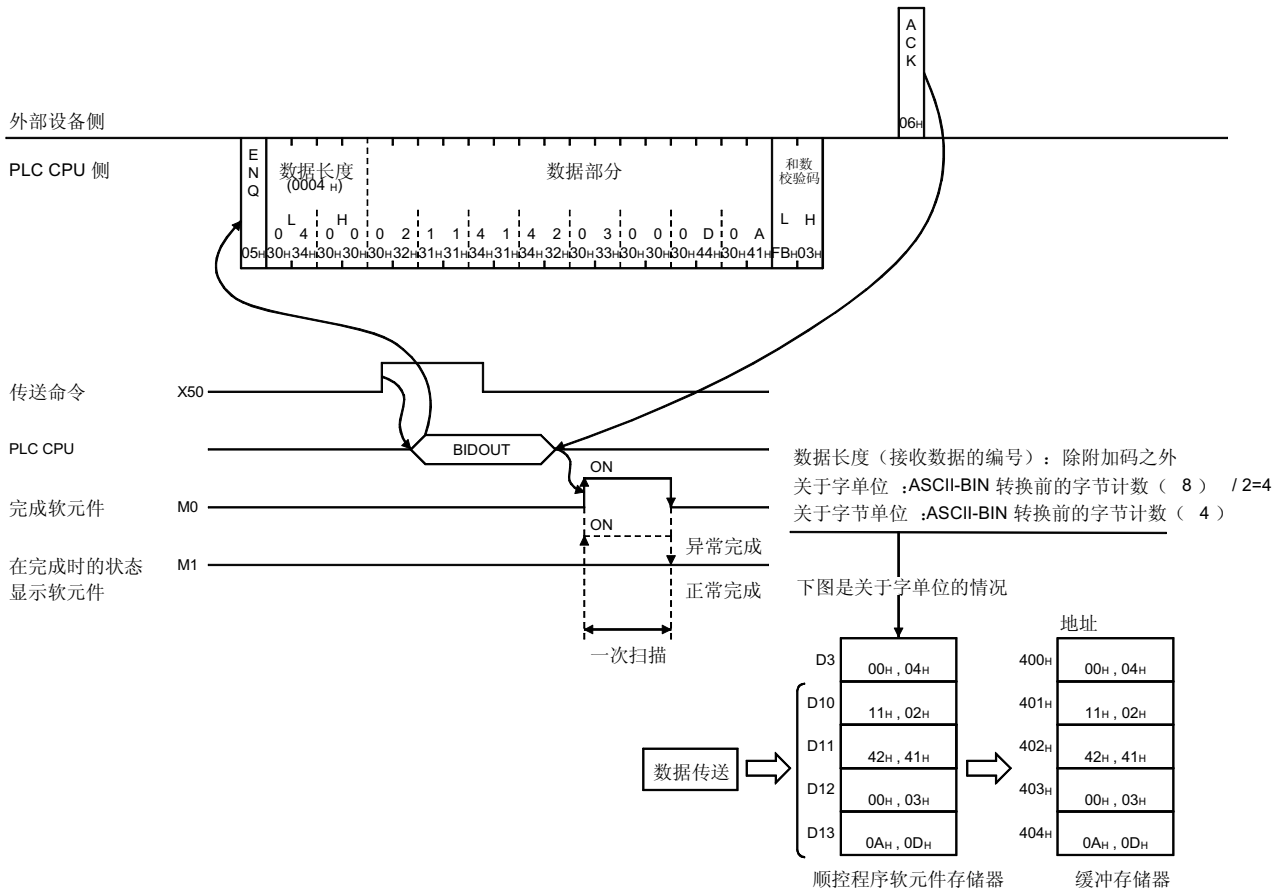 A
C
K
06H
外部设备侧
PLC CPU 侧
E
N
Q
数据长度
(0004 H)
数据部分
和数
校验码
L H L H
0 4 0 0 0 2 1 1 4 1 4 2 0 3 0 0 0 D 0 A
05H 30H 34H 30H 30H 30H 32H 31H 31H 34H 31H 34H 32H 30H 33H 30H 30H 30H 44H 30H 41H FBH 03H
传送命令 X50
PLC CPU
BIDOUT
完成软元件 M0
ON
ON
异常完成
在完成时的状态
显示软元件
M1
正常完成
一次扫描
数据长度（接收数据的编号）：除附加码之外
关于字单位 :ASCII-BIN 转换前的字节计数（ 8 ） / 2=4
关于字节单位 :ASCII-BIN 转换前的字节计数（ 4 ）
下图是关于字单位的情况
地址
D3 00H , 04H 400H 00H , 04H
D10 11H , 02H 401H 11H , 02H
D11 42H , 41H 402H 42H , 41H
数据传送
D12 00H , 03H 403H 00H , 03H
D13 0AH , 0DH 404H 0AH , 0DH
顺控程序软元件存储器 缓冲存储器